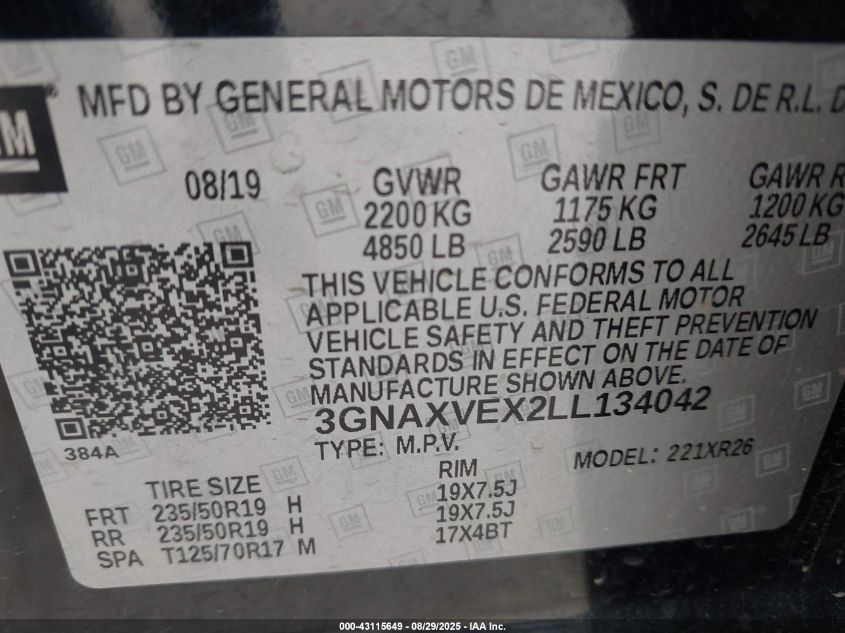 GM
MFD BY GENERAL MOTORS DE MEXICO, S. DE R.L. D
08/19 GVWR GAWR FRT GAWR R
2200 KG 1175 KG 1200 KG
4850 LB 2590 LB 2645 LB
THIS VEHICLE CONFORMS TO ALL
APPLICABLE U.S. FEDERAL MOTOR
VEHICLE SAFETY AND THEFT PREVENTION
STANDARDS IN EFFECT ON THE DATE OF
MANUFACTURE SHOWN ABOVE.
3GNAXVEX2LL134042
384A TYPE: M.P.V. MODEL: 221XR26
TIRE SIZE RIM
FRT 235/50R19 H 19X7.5J
RR 235/50R19 H 19X7.5J
SPA T125/70R17 M 17X4BT
000-43115649 - 08/29/2025 - IAA Inc.